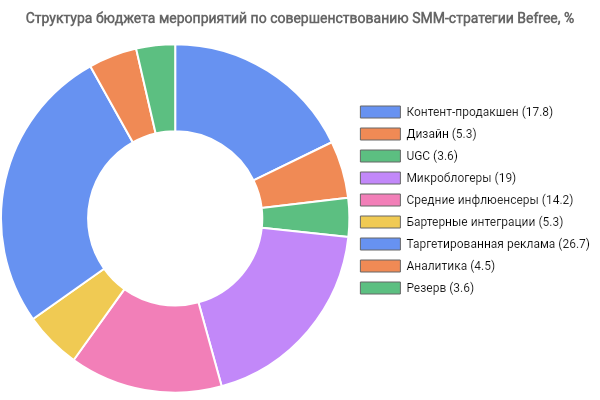 Структура бюджета мероприятий по совершенствованию SMM-стратегии Befree, %
Контент-продакшен (17.8)
Дизайн (5.3)
UGC (3.6)
Микроблогеры (19)
Средние инфлюенсеры (14.2)
Бартерные интеграции (5.3)
Таргетированная реклама (26.7)
Аналитика (4.5)
Резерв (3.6)